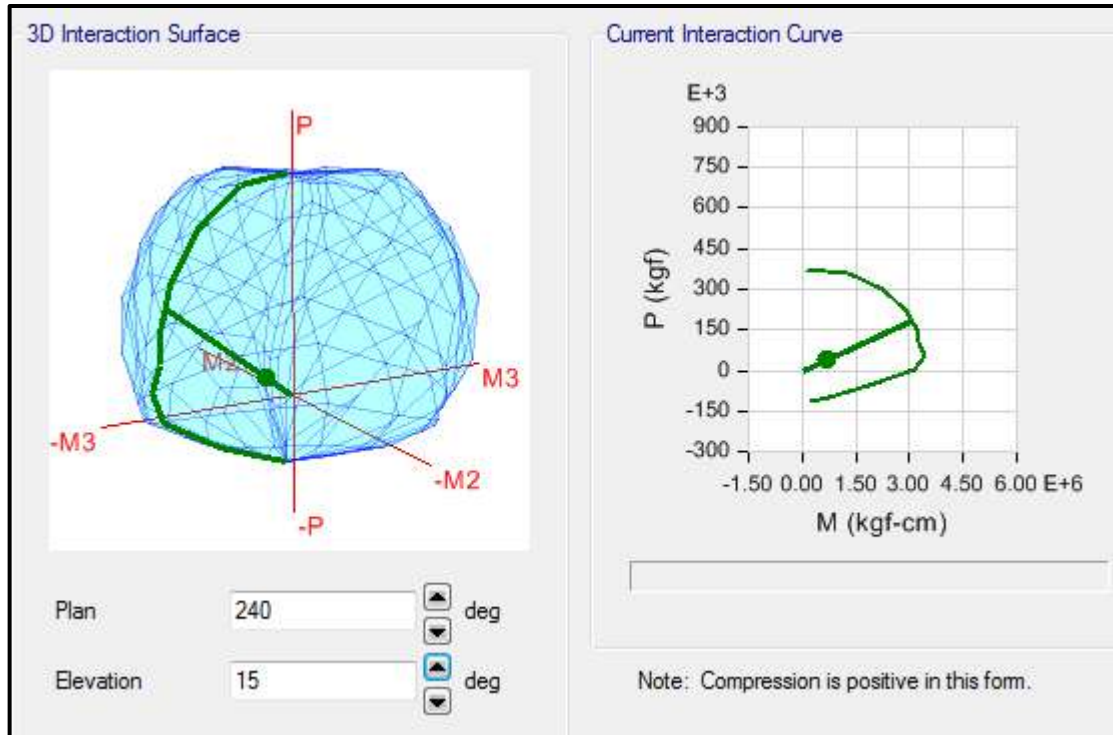 3D Interaction Surface
P
M2
M3
-M3
-M2
-P
Plan 240 deg
Elevation 15 deg
Current Interaction Curve
E+3
900
750
600
450
300
150
0
-150
-300
P (kgf)
-1.50 0.00 1.50 3.00 4.50 6.00 E+6
M (kgf-cm)
Note: Compression is positive in this form.